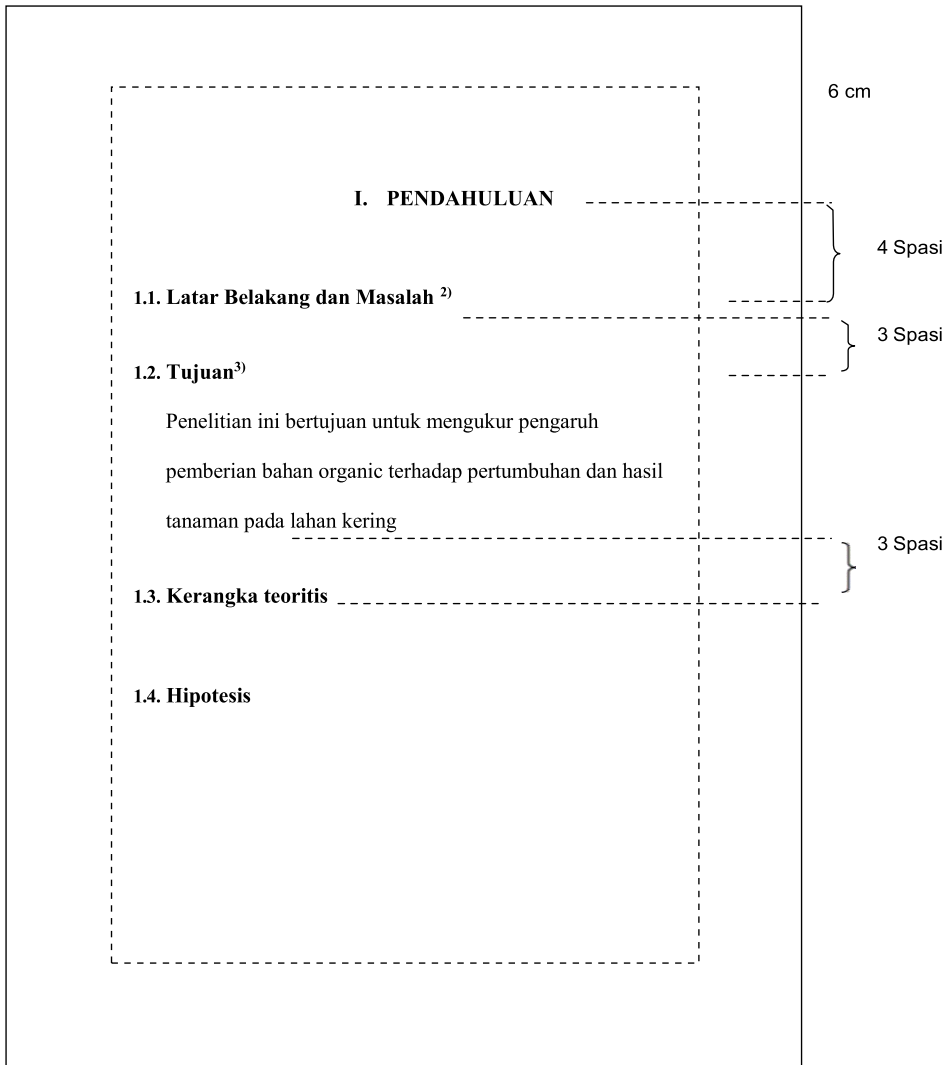 6 cm
I. PENDAHULUAN
4 Spasi
1.1. Latar Belakang dan Masalah 2)
3 Spasi
1.2. Tujuan3)
Penelitian ini bertujuan untuk mengukur pengaruh
pemberian bahan organic terhadap pertumbuhan dan hasil
tanaman pada lahan kering
3 Spasi
1.3. Kerangka teoritis
1.4. Hipotesis